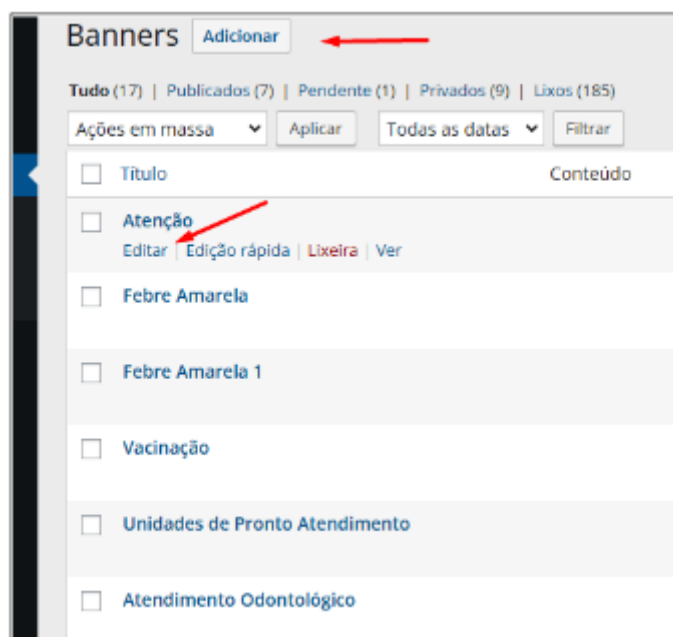 Banners Adicionar
Tudo (17) | Publicados (7) | Pendente (1) | Privados (9) | Lixos (185)
Ações em massa Aplicar Todas as datas Filtrar
Título Conteúdo
Atenção
Editar | Edição rápida | Lixeira | Ver
Febre Amarela
Febre Amarela 1
Vacinação
Unidades de Pronto Atendimento
Atendimento Odontológico